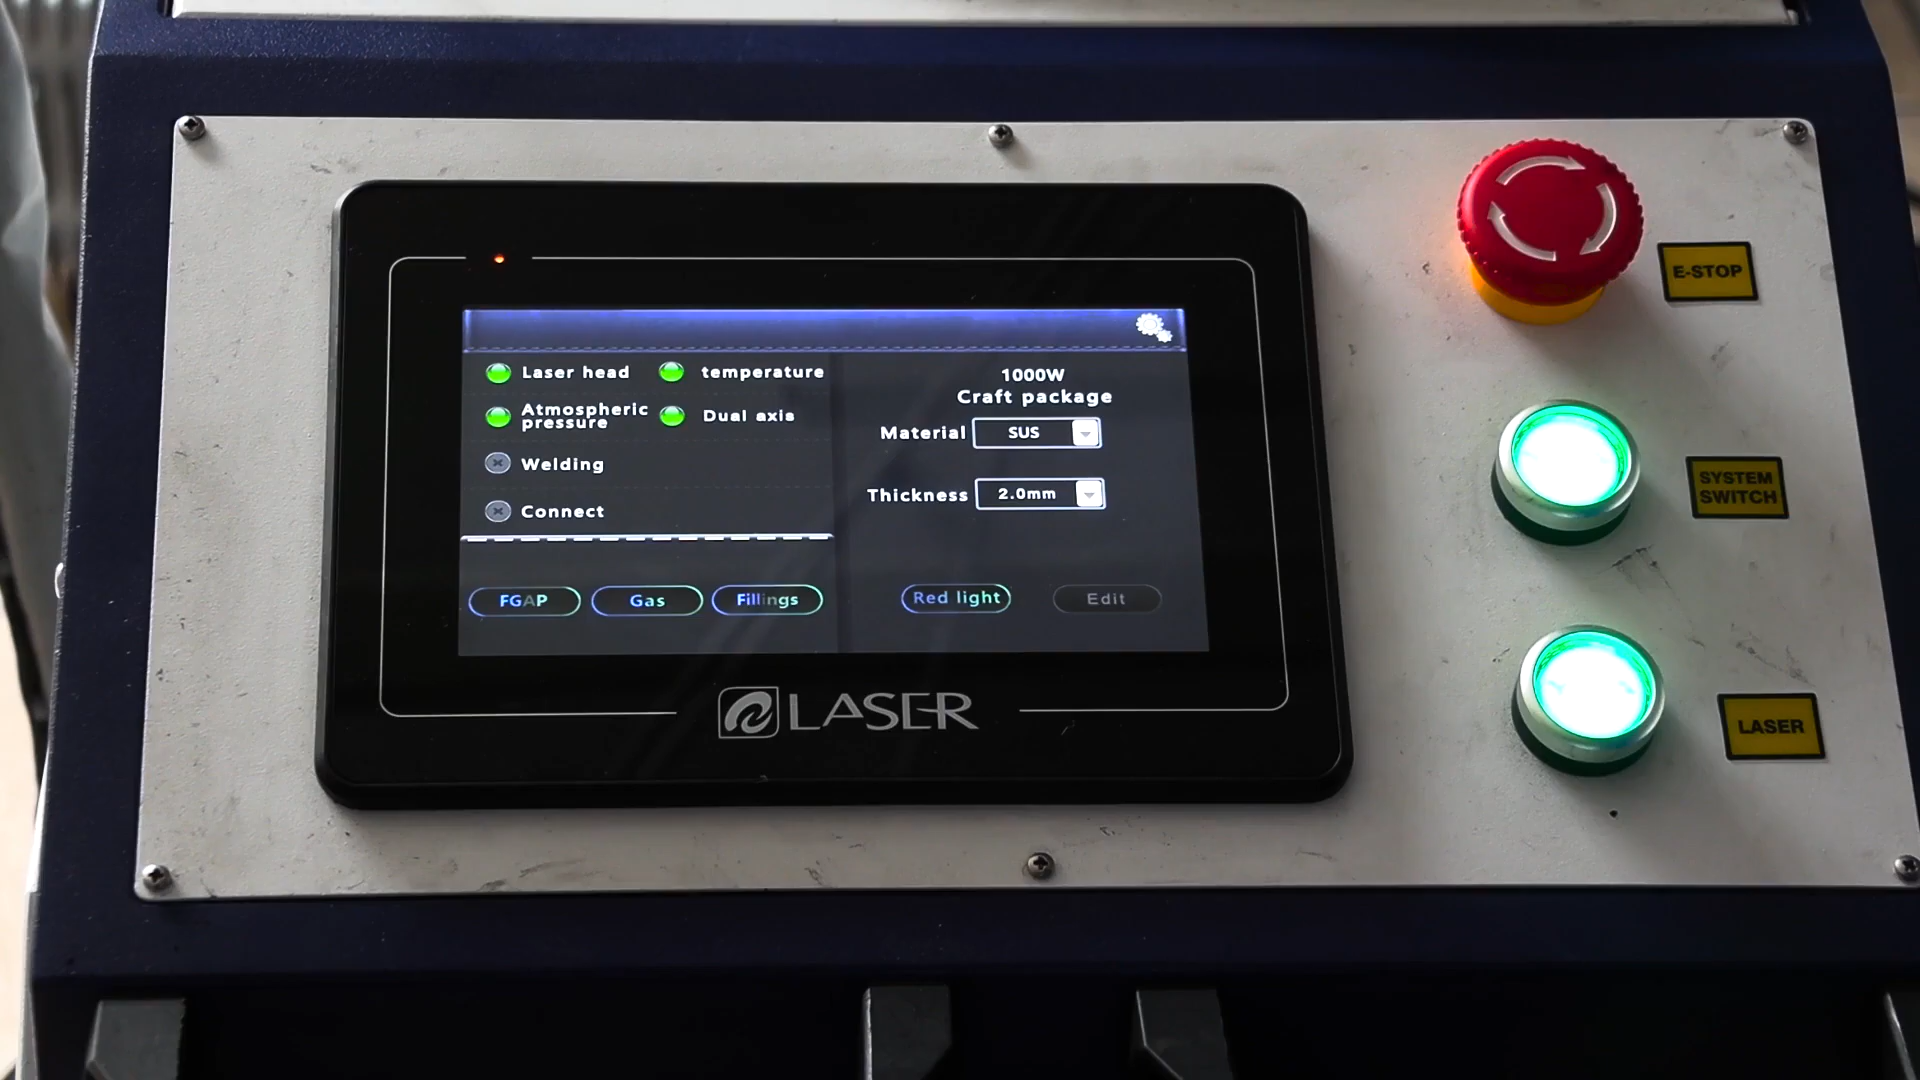 Laser head
temperature
Atmospheric
pressure
Dual axis
Welding
Connect
FGAP
Gas
Fillings
1000W
Craft package
Material
SUS
Thickness
2.0mm
Red light
Edit
LASER
E-STOP
SYSTEM
SWITCH
LASER